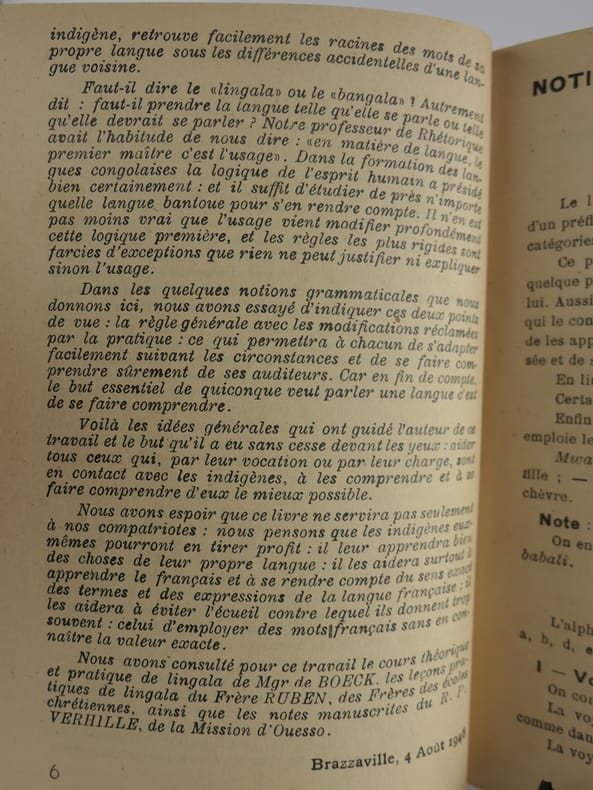 indigène, retrouve facilement les racines des mots de sa
propre langue sous les différences accidentelles d'une lan-
gue voisine.
Faut-il dire le «lingala» ou le «bangala» ? Autrement
dit : faut-il prendre la langue telle qu'elle se parle ou telle
qu'elle devrait se parler ? Notre professeur de Rhétorique
avait l'habitude de nous dire : «en matière de langue, le
premier maître c'est l'usage». Dans la formation des lan-
gues congolaises la logique de l'esprit humain a présidé
bien certainement : et il suffit d'étudier de près n'importe
quelle langue bantoue pour s'en rendre compte. Il n'en est
pas moins vrai que l'usage vient modifier profondément
cette logique première, et les règles les plus rigides sont
farcies d'exceptions que rien ne peut justifier ni expliquer
sinon l'usage.
Dans les quelques notions grammaticales que nous
donnons ici, nous avons essayé d'indiquer ces deux points
de vue : la règle générale avec les modifications réclamées
par la pratique : ce qui permettra à chacun de s'adapter
facilement suivant les circonstances et de se faire com-
prendre sûrement de ses auditeurs. Car en fin de compte,
le but essentiel de quiconque veut parler une langue c'est
de se faire comprendre.
Voilà les idées générales qui ont guidé l'auteur de ce
travail et le but qu'il a eu sans cesse devant les yeux : aider
tous ceux qui, par leur vocation ou par leur charge, sont
en contact avec les indigènes, à les comprendre et à se
faire comprendre d'eux le mieux possible.
Nous avons espoir que ce livre ne servira pas seulement
à nos compatriotes : nous pensons que les indigènes eux-
mêmes pourront en tirer profit : il leur apprendra bien
des choses de leur propre langue : il les aidera surtout à
apprendre le français et à se rendre compte du sens exact
des termes et des expressions de la langue française : il
les aidera à éviter l'écueil contre lequel ils donnent trop
souvent : celui d'employer des mots français sans en con-
naître la valeur exacte.
Nous avons consulté pour ce travail le cours théorique
et pratique de lingala de Mgr de BOECK, les leçons pra-
tiques de lingala du Frère RUBEN, des Frères des écoles
chrétiennes, ainsi que les notes manuscrites du R. P.
VERHILLE, de la Mission d'Ouesso.
Brazzaville, 4 Août
6
NOTI
Le l
d'un préfi
catégories
Ce p
quelque p
lui. Aussi
qui le con
de les app
sée et de s
En li
Certa
Enfin
emploie le
Mwa
fille ; —
chèvre.
Note :
On en
babali.
L'alph
a, b, d, e
I – Vo
On co
La voy
comme dan
La voy